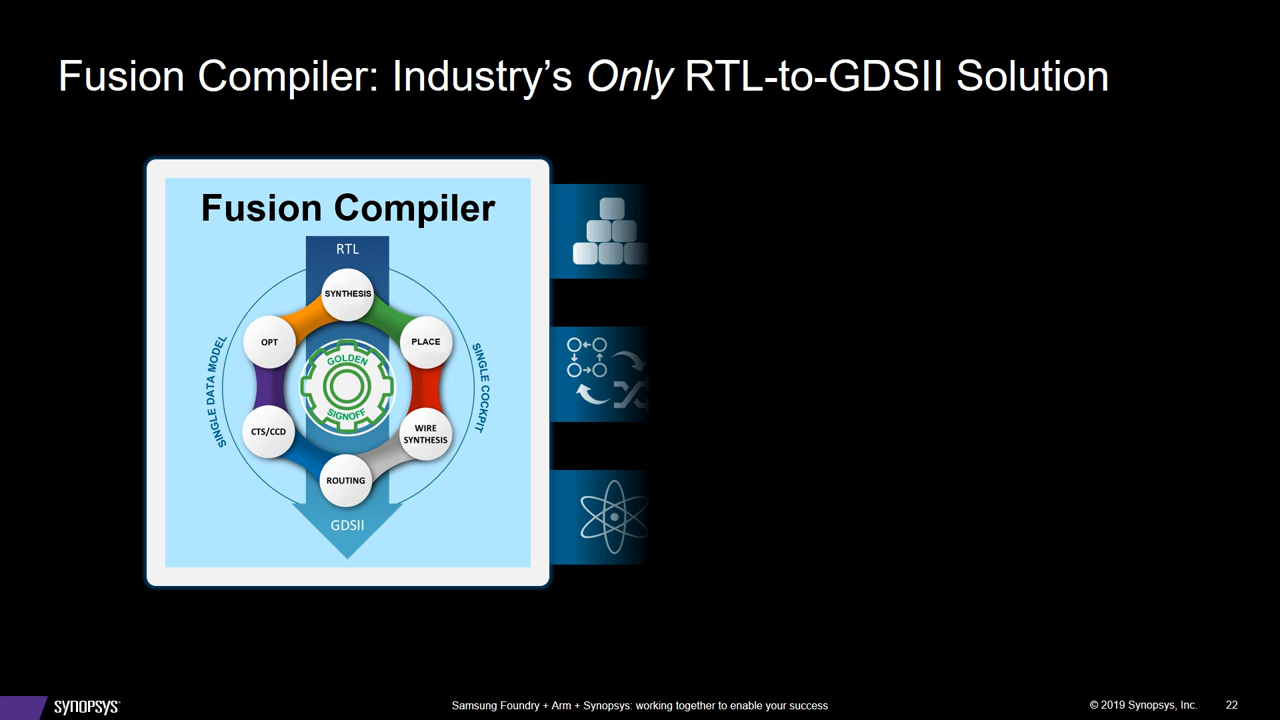 Fusion Compiler: Industry’s Only RTL-to-GDSII Solution
Fusion Compiler
RTL
SYNTHESIS
OPT
PLACE
GOLDEN
SIGNOFF
SINGLE DATA MODEL
SINGLE COCKPIT
CTS/CCD
WIRE
SYNTHESIS
ROUTING
GDSII
SYNOPSYS
Samsung Foundry + Arm + Synopsys: working together to enable your success
© 2019 Synopsys, Inc.
22